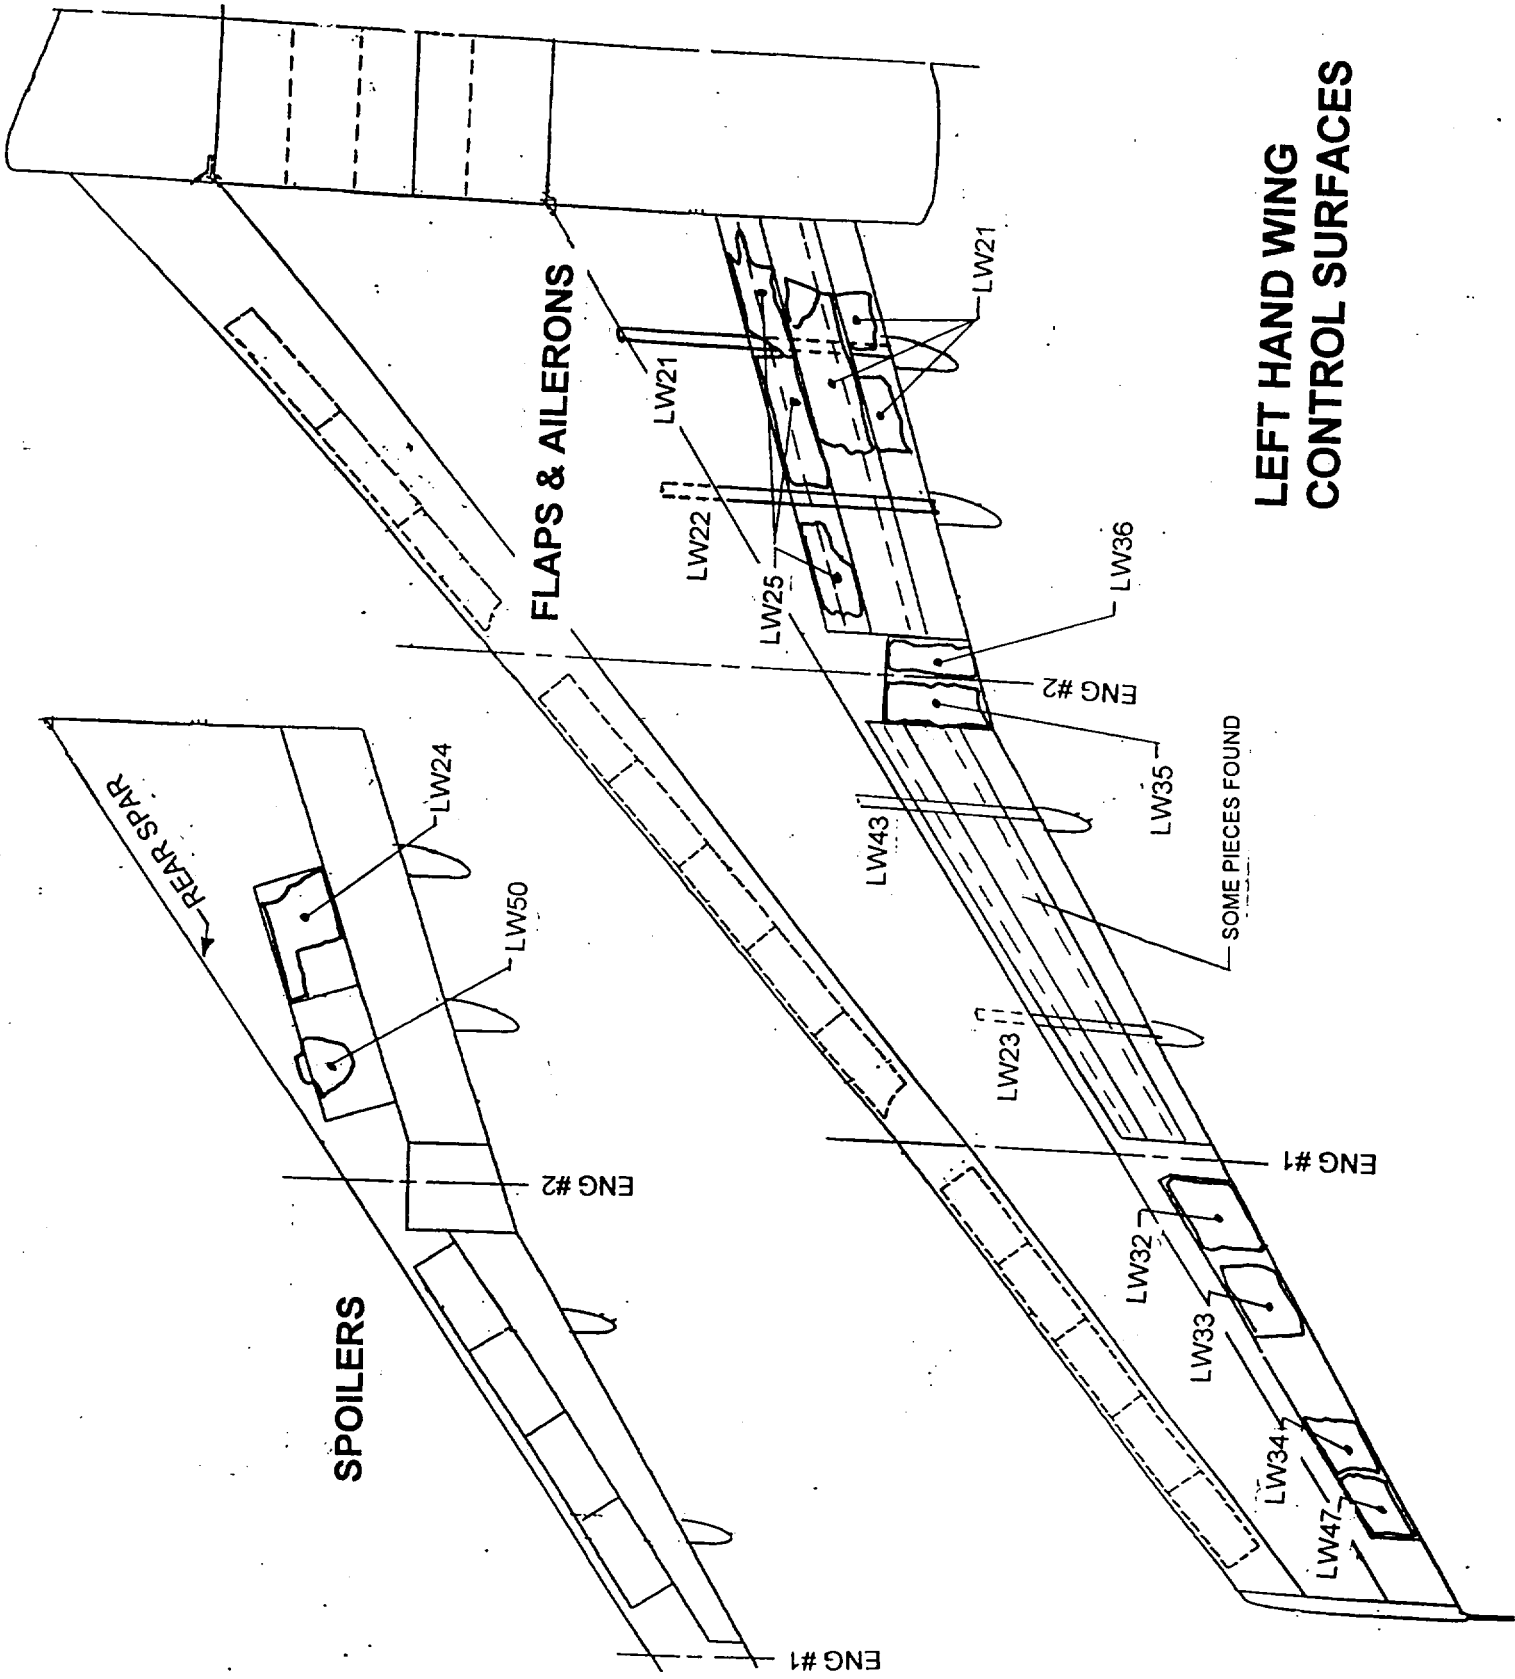 LEFT HAND WING
CONTROL SURFACES
FLAPS & AILERONS
LW21
LW21
LW22
LW25
LW36
ENG #2
LW35
LW43
SOME PIECES FOUND
LW23
ENG #1
LW32
LW33
LW34
LW47
SPOILERS
REAR SPAR
LW24
LW50
ENG #2
ENG #1